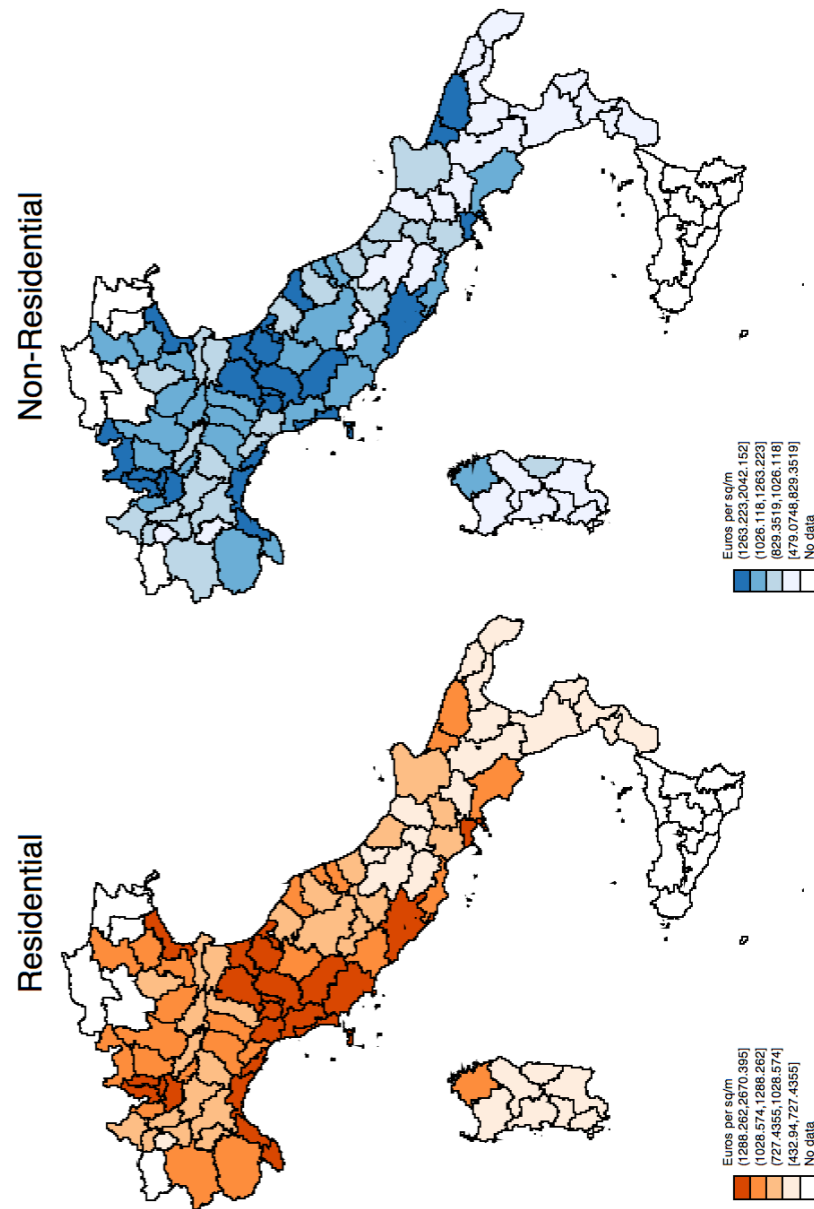 Non-Residential
Euros per sq/m
(1263.223,2042.152]
(1026.118,1263.223]
(829.3519,1026.118]
[479.0748,829.3519]
No data
Residential
Euros per sq/m
(1288.262,2670.395]
(1028.574,1288.262]
(727.4355,1028.574]
[432.94,727.4355]
No data